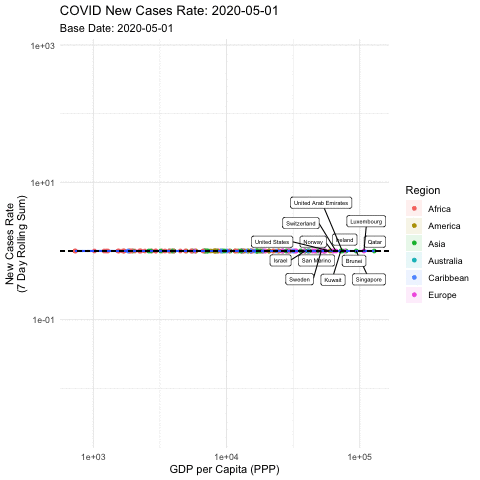 COVID New Cases Rate: 2020-05-01
Base Date: 2020-05-01
1e+03
1e+01
1e-01
New Cases Rate
(7 Day Rolling Sum)
United Arab Emirates
Switzerland
Luxembourg
United States
Norway
Ireland
Qatar
Israel
San Marino
Brunei
Sweden
Kuwait
Singapore
1e+03
1e+04
1e+05
GDP per Capita (PPP)
Region
Africa
America
Asia
Australia
Caribbean
Europe